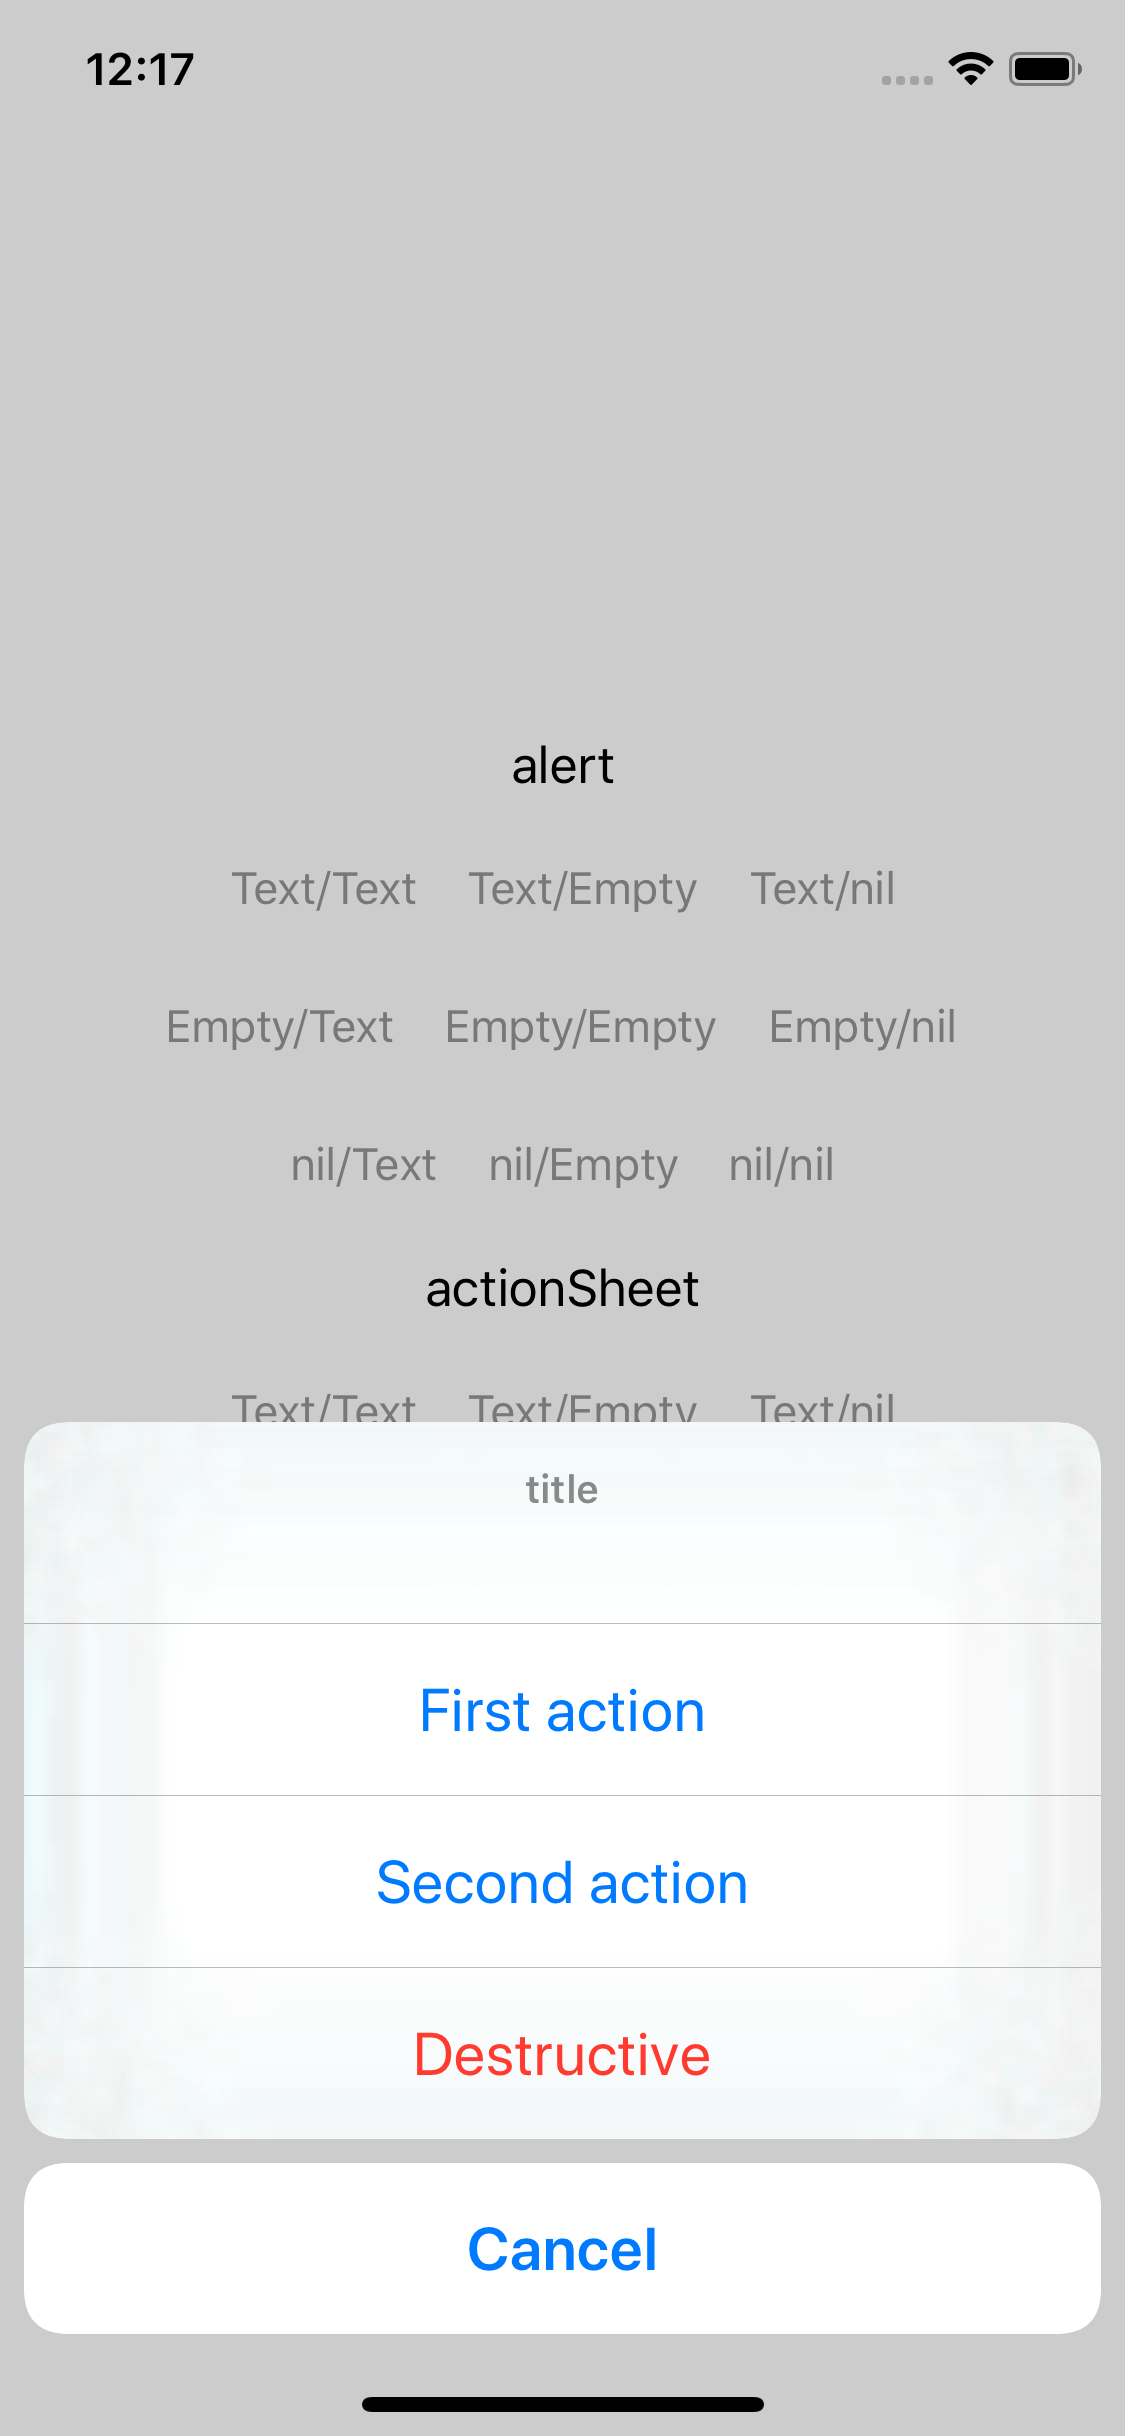 12:17
alert
Text/Text Text/Empty Text/nil
Empty/Text Empty/Empty Empty/nil
nil/Text nil/Empty nil/nil
actionSheet
Text/Text Text/Empty Text/nil
title
First action
Second action
Destructive
Cancel